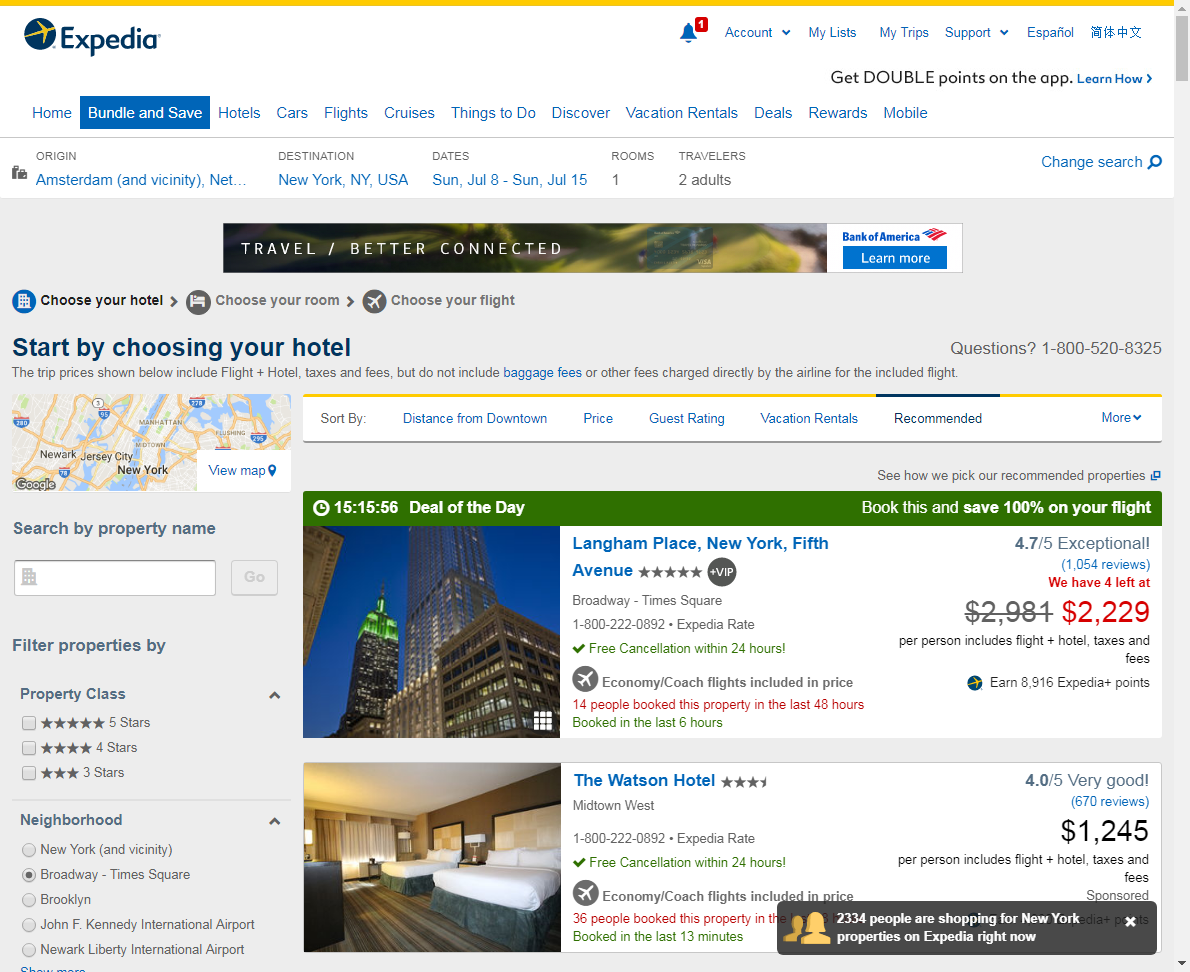 Expedia
1
Account
My Lists
My Trips
Support
Español
简体中文
Get DOUBLE points on the app. Learn How
Home
Bundle and Save
Hotels
Cars
Flights
Cruises
Things to Do
Discover
Vacation Rentals
Deals
Rewards
Mobile
ORIGIN
Amsterdam (and vicinity), Net...
DESTINATION
New York, NY, USA
DATES
Sun, Jul 8 - Sun, Jul 15
ROOMS
1
TRAVELERS
2 adults
Change search
TRAVEL / BETTER CONNECTED
VISA
Bank of America
Learn more
Choose your hotel
Choose your room
Choose your flight
Start by choosing your hotel
Questions? 1-800-520-8325
The trip prices shown below include Flight + Hotel, taxes and fees, but do not include baggage fees or other fees charged directly by the airline for the included flight.
3
278
280
95
MANHATTAN
FLUSHING
295
MIDTOWN
Newark
Jersey City
New York
78
Google
View map
Sort By:
Distance from Downtown
Price
Guest Rating
Vacation Rentals
Recommended
More
See how we pick our recommended properties
Search by property name
Go
Filter properties by
Property Class
5 Stars
4 Stars
3 Stars
Neighborhood
New York (and vicinity)
Broadway - Times Square
Brooklyn
John F. Kennedy International Airport
Newark Liberty International Airport
Show more
15:15:56 Deal of the Day
Book this and save 100% on your flight
Langham Place, New York, Fifth
Avenue
+VIP
Broadway - Times Square
1-800-222-0892 • Expedia Rate
Free Cancellation within 24 hours!
Economy/Coach flights included in price
14 people booked this property in the last 48 hours
Booked in the last 6 hours
4.7/5 Exceptional!
(1,054 reviews)
We have 4 left at
$2,981 $2,229
per person includes flight + hotel, taxes and
fees
Earn 8,916 Expedia+ points
The Watson Hotel
Midtown West
1-800-222-0892 • Expedia Rate
Free Cancellation within 24 hours!
Economy/Coach flights included in price
36 people booked this property in the
Booked in the last 13 minutes
4.0/5 Very good!
(670 reviews)
$1,245
per person includes flight + hotel, taxes and
fees
Sponsored
2334 people are shopping for New York
properties on Expedia right now